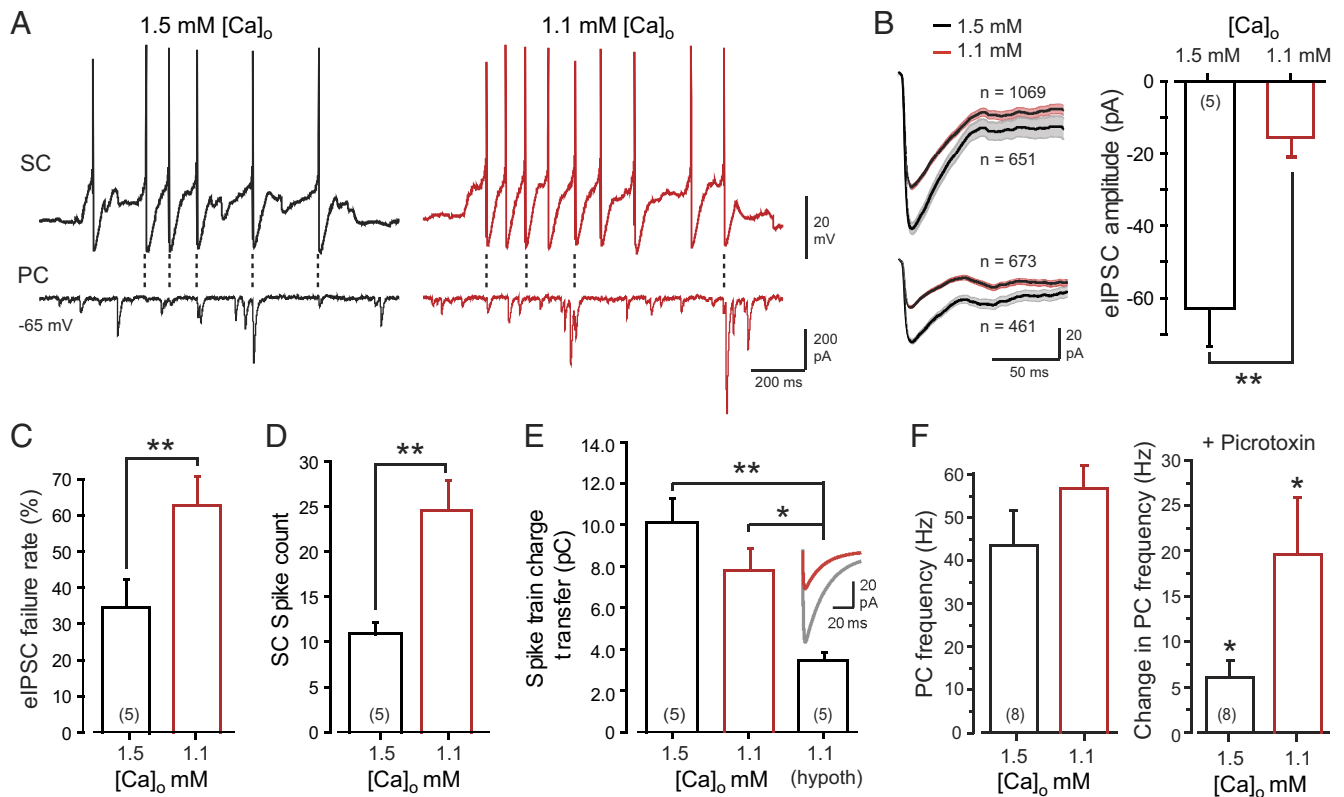 A
1.5 mM [Ca]o
1.1 mM [Ca]o
SC
PC
-65 mV
20
mV
200
pA
200 ms
B
1.5 mM
1.1 mM
n = 1069
n = 651
n = 673
n = 461
20
pA
50 ms
[Ca]o
1.5 mM
1.1 mM
eIPSC amplitude (pA)
0
-20
-40
-60
(5)
**
C
eIPSC failure rate (%)
70
60
50
40
30
20
10
0
**
(5)
1.5
1.1
[Ca]o mM
D
SC Spike count
30
25
20
15
10
5
0
**
(5)
1.5
1.1
[Ca]o mM
E
Spike train charge
transfer (pC)
14.0
12.0
10.0
8.0
6.0
4.0
2.0
0
**
*
20
pA
20 ms
(5)
(5)
1.5
1.1
1.1
(hypoth)
[Ca]o mM
F
PC frequency (Hz)
60
50
40
30
20
10
0
(8)
1.5
1.1
[Ca]o mM
+ Picrotoxin
Change in PC frequency (Hz)
30
25
20
15
10
5
0
*
*
(8)
1.5
1.1
[Ca]o mM